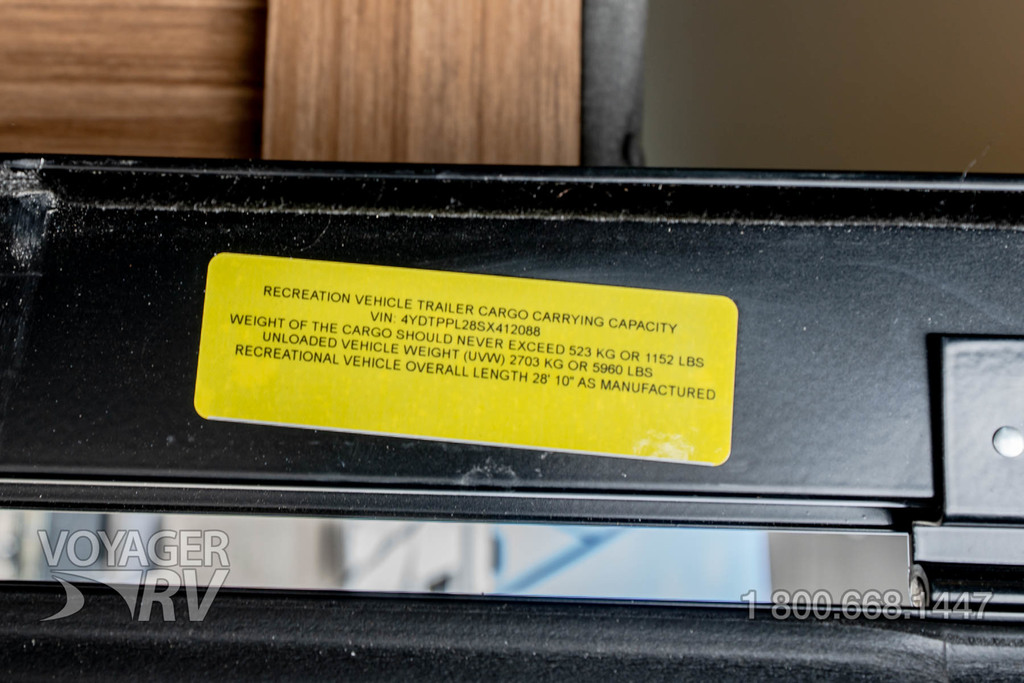 RECREATION VEHICLE TRAILER CARGO CARRYING CAPACITY
VIN: 4YDTPPL28SX412088
WEIGHT OF THE CARGO SHOULD NEVER EXCEED 523 KG OR 1152 LBS
UNLOADED VEHICLE WEIGHT (UVW) 2703 KG OR 5960 LBS
RECREATIONAL VEHICLE OVERALL LENGTH 28' 10" AS MANUFACTURED
VOYAGER
RV
1 800.668.1447